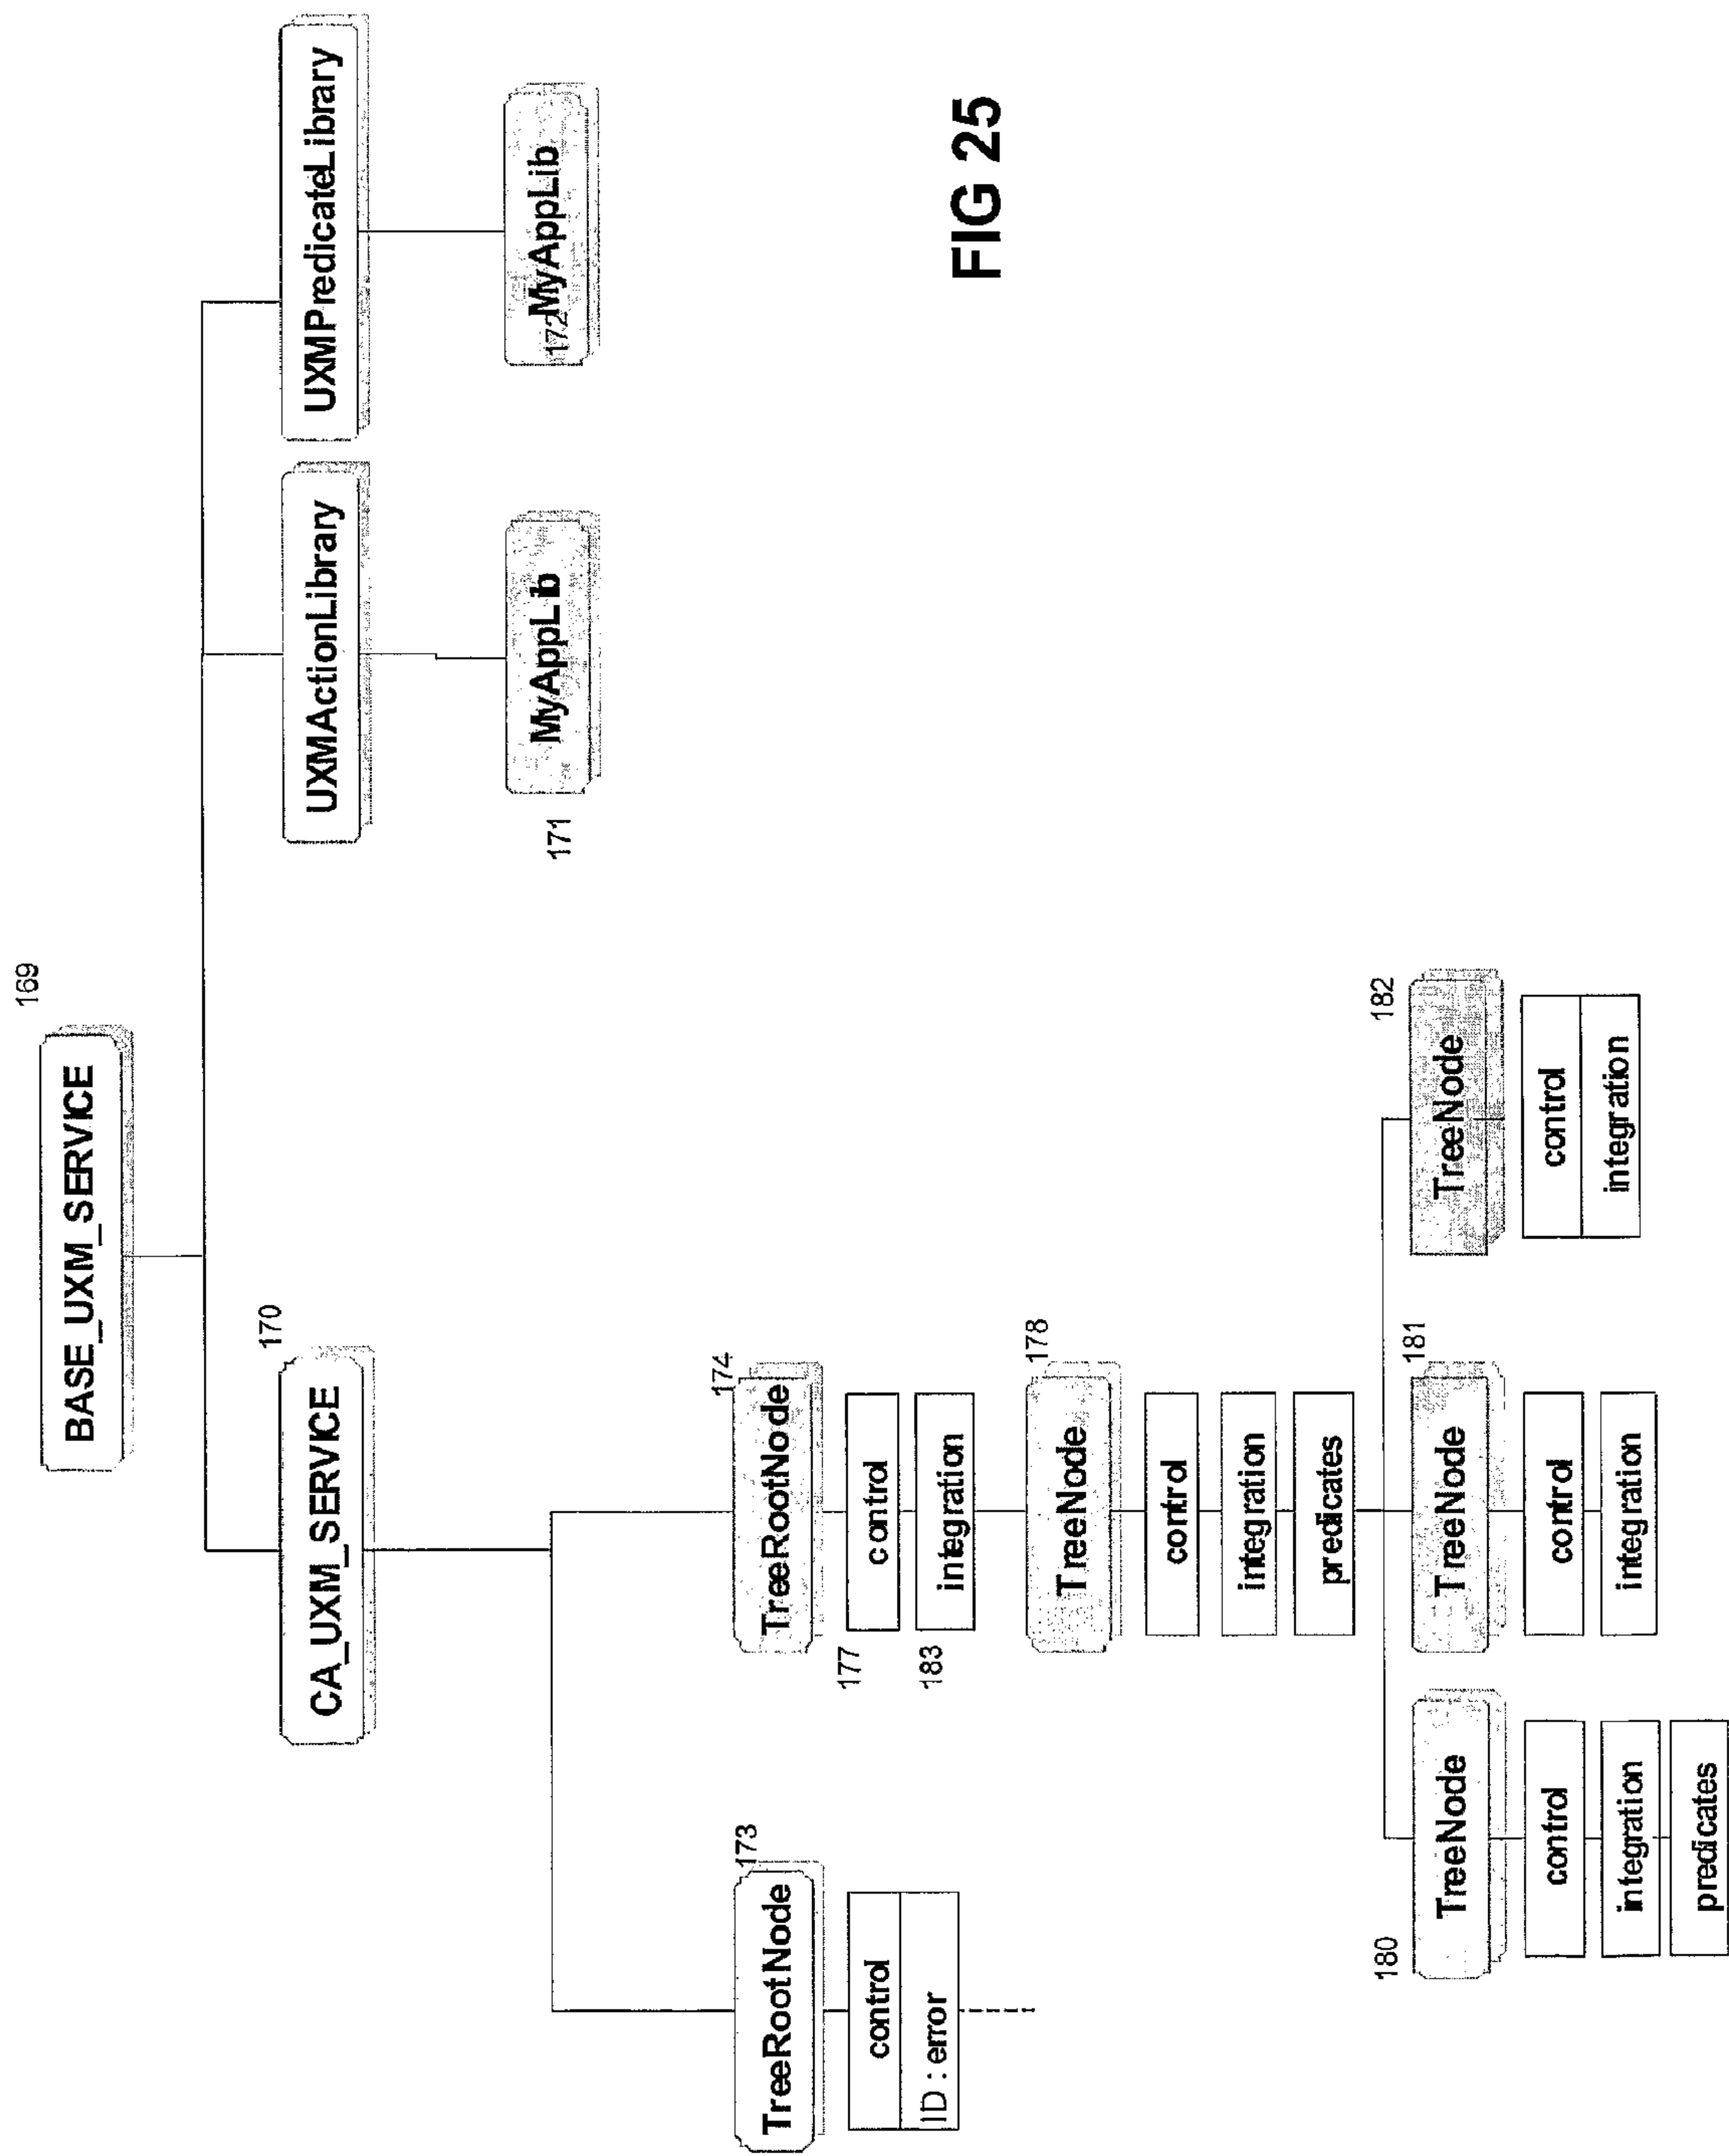 169
BASE_UXM_SERVICE
170
CA_UXM_SERVICE
UXMActionLibrary
UXMPredicateLibrary
171
MyAppLib
172
MyAppLib
173
TreeRootNode
control
ID : error
174
TreeRootNode
177
control
183
integration
178
TreeNode
control
integration
predicates
180
TreeNode
control
integration
predicates
181
TreeNode
control
integration
182
TreeNode
control
integration
FIG 25